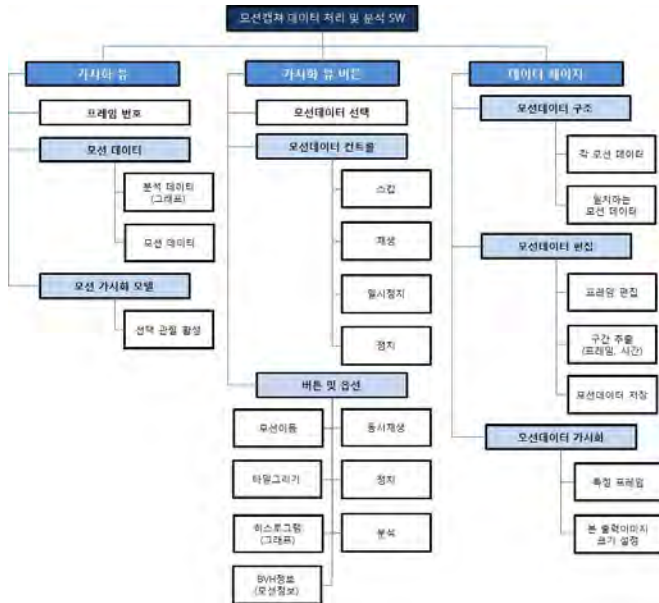 모션캡쳐 데이터 처리 및 분석 SW
가시화 뷰
프레임 번호
모션 데이터
분석 데이터
(그래프)
모션 데이터
모션 가시화 모델
선택 관절 활성
가시화 뷰 버튼
모션데이터 선택
모션데이터 컨트롤
스킵
재생
일시정지
정지
버튼 및 옵션
모션이름
동시재생
타임그리기
정지
히스토그램
(그래프)
분석
BVH정보
(모션정보)
데이터 페이지
모션데이터 구조
각 모션 데이터
일치하는
모션 데이터
모션데이터 편집
프레임 편집
구간 추출
(프레임, 시간)
모션데이터 저장
모션데이터 가시화
특정 프레임
본 출력이미지
크기 설정